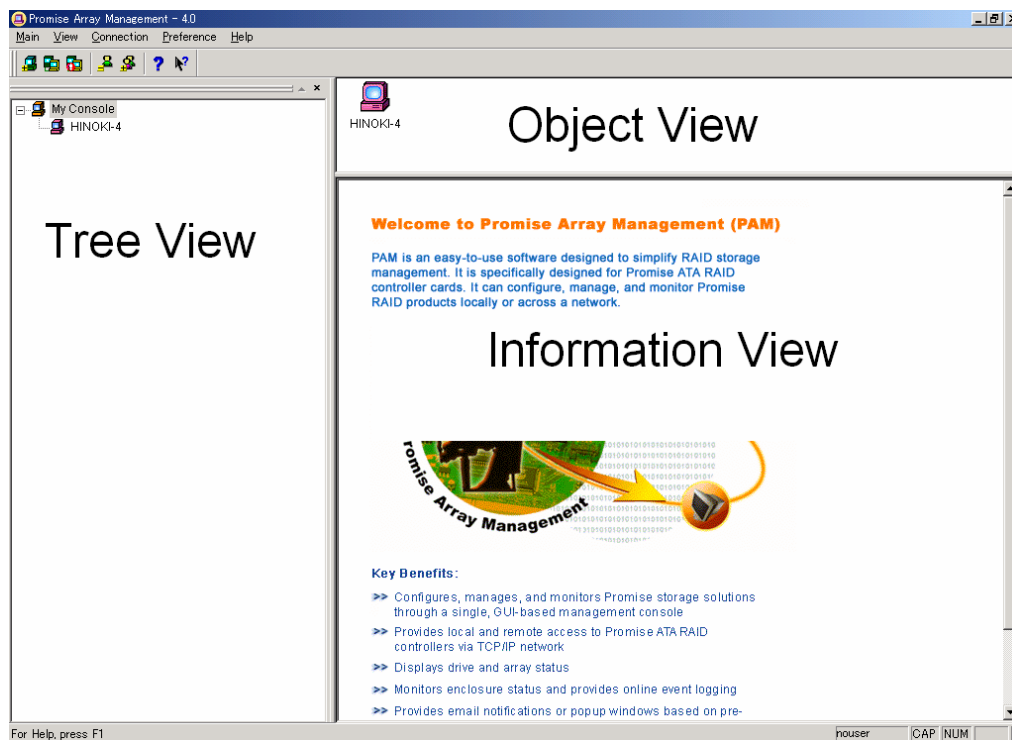 Promise Array Management - 4.0
Main View Connection Preference Help
My Console
HINOKI-4
Tree View
HINOKI-4
Object View
Welcome to Promise Array Management (PAM)
PAM is an easy-to-use software designed to simplify RAID storage
management. It is specifically designed for Promise ATA RAID
controller cards. It can configure, manage, and monitor Promise
RAID products locally or across a network.
Information View
romise Array Management
Key Benefits:
>> Configures, manages, and monitors Promise storage solutions
through a single, GUI-based management console
>> Provides local and remote access to Promise ATA RAID
controllers via TCP/IP network
>> Displays drive and array status
>> Monitors enclosure status and provides online event logging
>> Provides email notifications or popup windows based on pre-
For Help, press F1
nouser CAP NUM